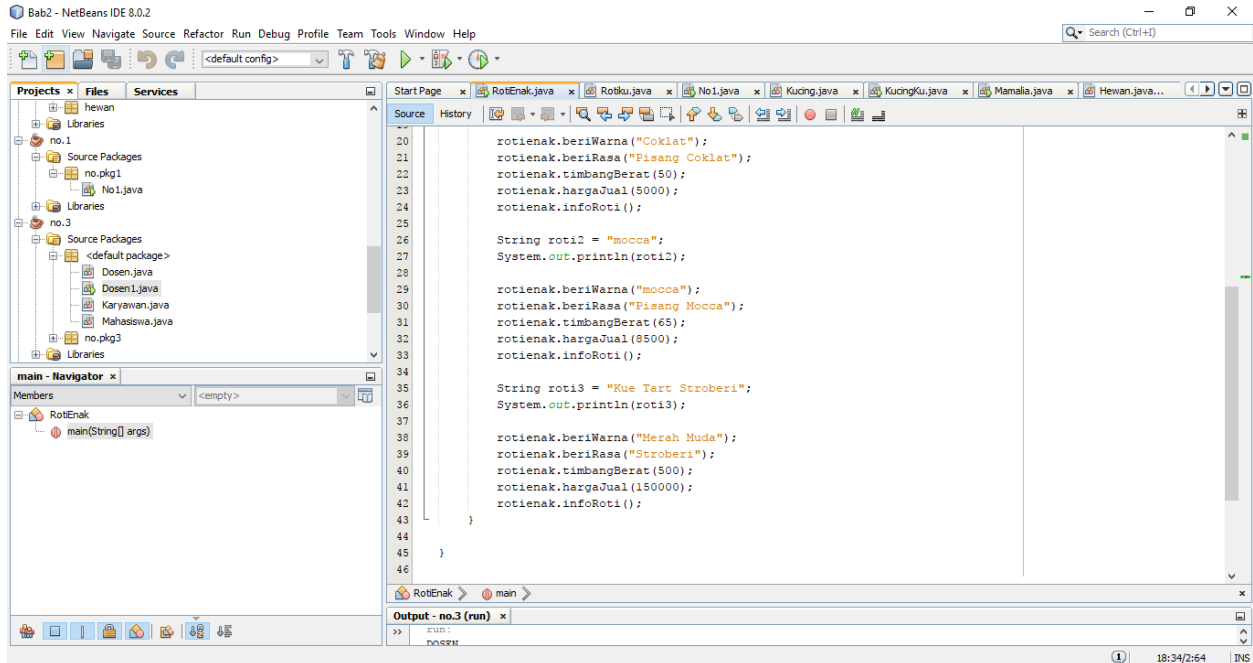 Bab2 - NetBeans IDE 8.0.2
File Edit View Navigate Source Refactor Run Debug Profile Team Tools Window Help
Search (Ctrl+I)
<default config>
Projects x Files Services
hewan
Libraries
no.1
Source Packages
no.pkg1
No1.java
Libraries
no.3
Source Packages
<default package>
Dosen.java
Dosen1.java
Karyawan.java
Mahasiswa.java
no.pkg3
Libraries
main - Navigator x
Members <empty>
RotiEnak
main(String[] args)
Start Page x RotiEnak.java x Rotiku.java x No1.java x Kucing.java x KucingKu.java x Mamalia.java x Hewan.java...
Source History
20 rotienak.beriWarna("Coklat");
21 rotienak.beriRasa("Pisang Coklat");
22 rotienak.timbangBerat(50);
23 rotienak.hargaJual(5000);
24 rotienak.infoRoti();
25
26 String roti2 = "mocca";
27 System.out.println(roti2);
28
29 rotienak.beriWarna("mocca");
30 rotienak.beriRasa("Pisang Mocca");
31 rotienak.timbangBerat(65);
32 rotienak.hargaJual(8500);
33 rotienak.infoRoti();
34
35 String roti3 = "Kue Tart Stroberi";
36 System.out.println(roti3);
37
38 rotienak.beriWarna("Merah Muda");
39 rotienak.beriRasa("Stroberi");
40 rotienak.timbangBerat(500);
41 rotienak.hargaJual(150000);
42 rotienak.infoRoti();
43 }
44
45 }
46
RotiEnak main
Output - no.3 (run) x
run:
DOSEN
1 18:34/2:64 INS